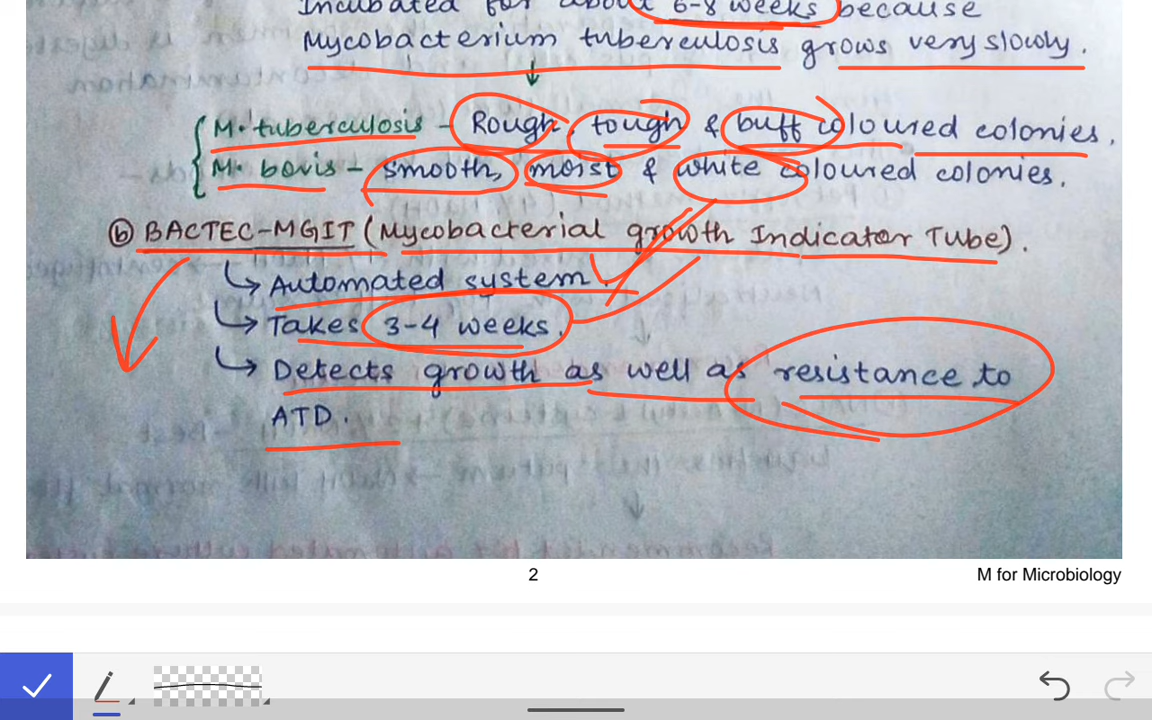 Incubated for about 6-8 weeks because
Mycobacterium tuberculosis grows very slowly.
↓
M. tuberculosis - Rough, tough & buff coloured colonies.
M. bovis - smooth, moist & white coloured colonies.
ⓑ BACTEC-MGIT (Mycobacterial growth Indicator Tube).
↳ Automated system.
↳ Takes 3-4 weeks.
↳ Detects growth as well as resistance to
ATD.
2
M for Microbiology